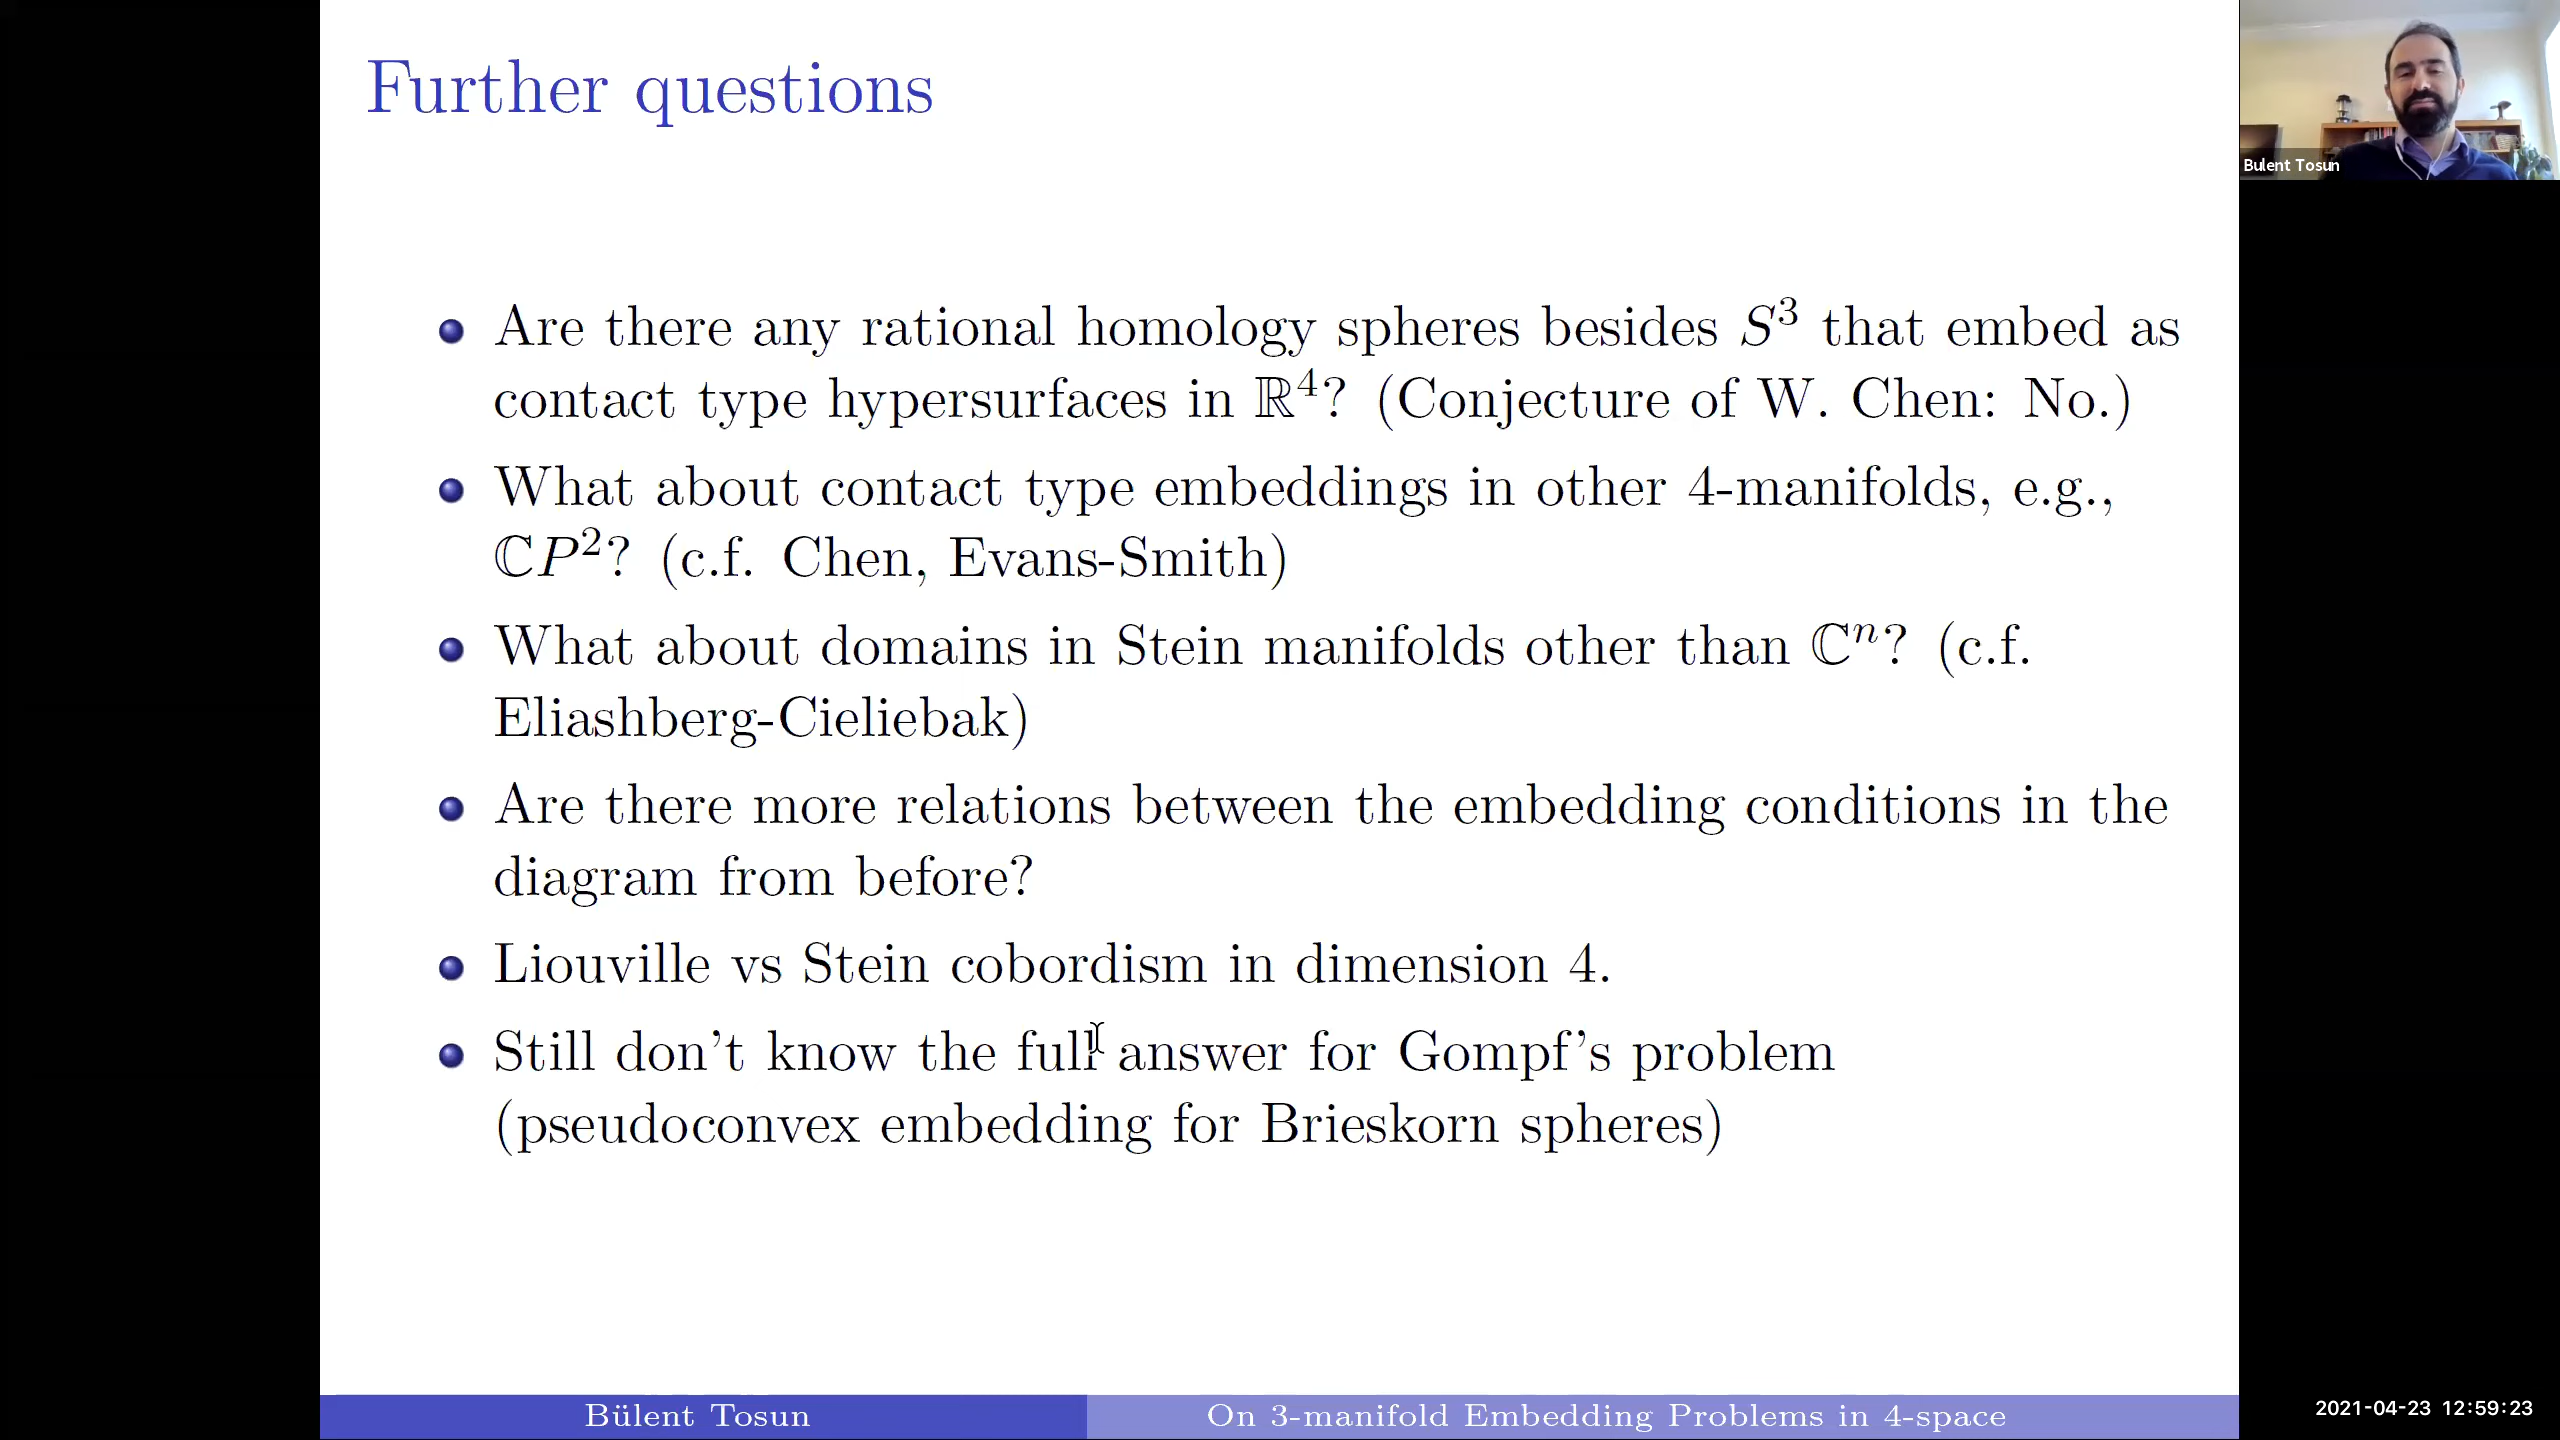 Further questions
Bulent Tosun
Are there any rational homology spheres besides S³ that embed as
contact type hypersurfaces in ℝ⁴? (Conjecture of W. Chen: No.)
What about contact type embeddings in other 4-manifolds, e.g.,
ℂP²? (c.f. Chen, Evans-Smith)
What about domains in Stein manifolds other than ℂⁿ? (c.f.
Eliashberg-Cieliebak)
Are there more relations between the embedding conditions in the
diagram from before?
Liouville vs Stein cobordism in dimension 4.
Still don't know the full answer for Gompf's problem
(pseudoconvex embedding for Brieskorn spheres)
Bülent Tosun
On 3-manifold Embedding Problems in 4-space
2021-04-23 12:59:23